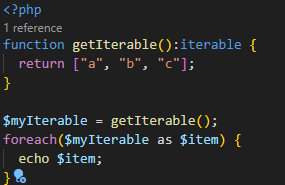 <?php
1 reference
function getIterable():iterable {
  return ["a", "b", "c"];
}

$myIterable = getIterable();
foreach($myIterable as $item) {
  echo $item;
}